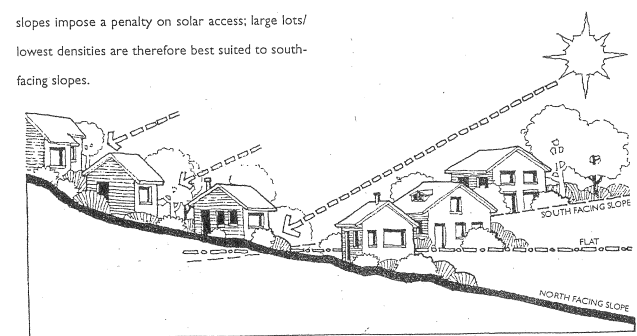 slopes impose a penalty on solar access; large lots/
lowest densities are therefore best suited to south-
facing slopes.
SOUTH FACING SLOPE
FLAT
NORTH FACING SLOPE